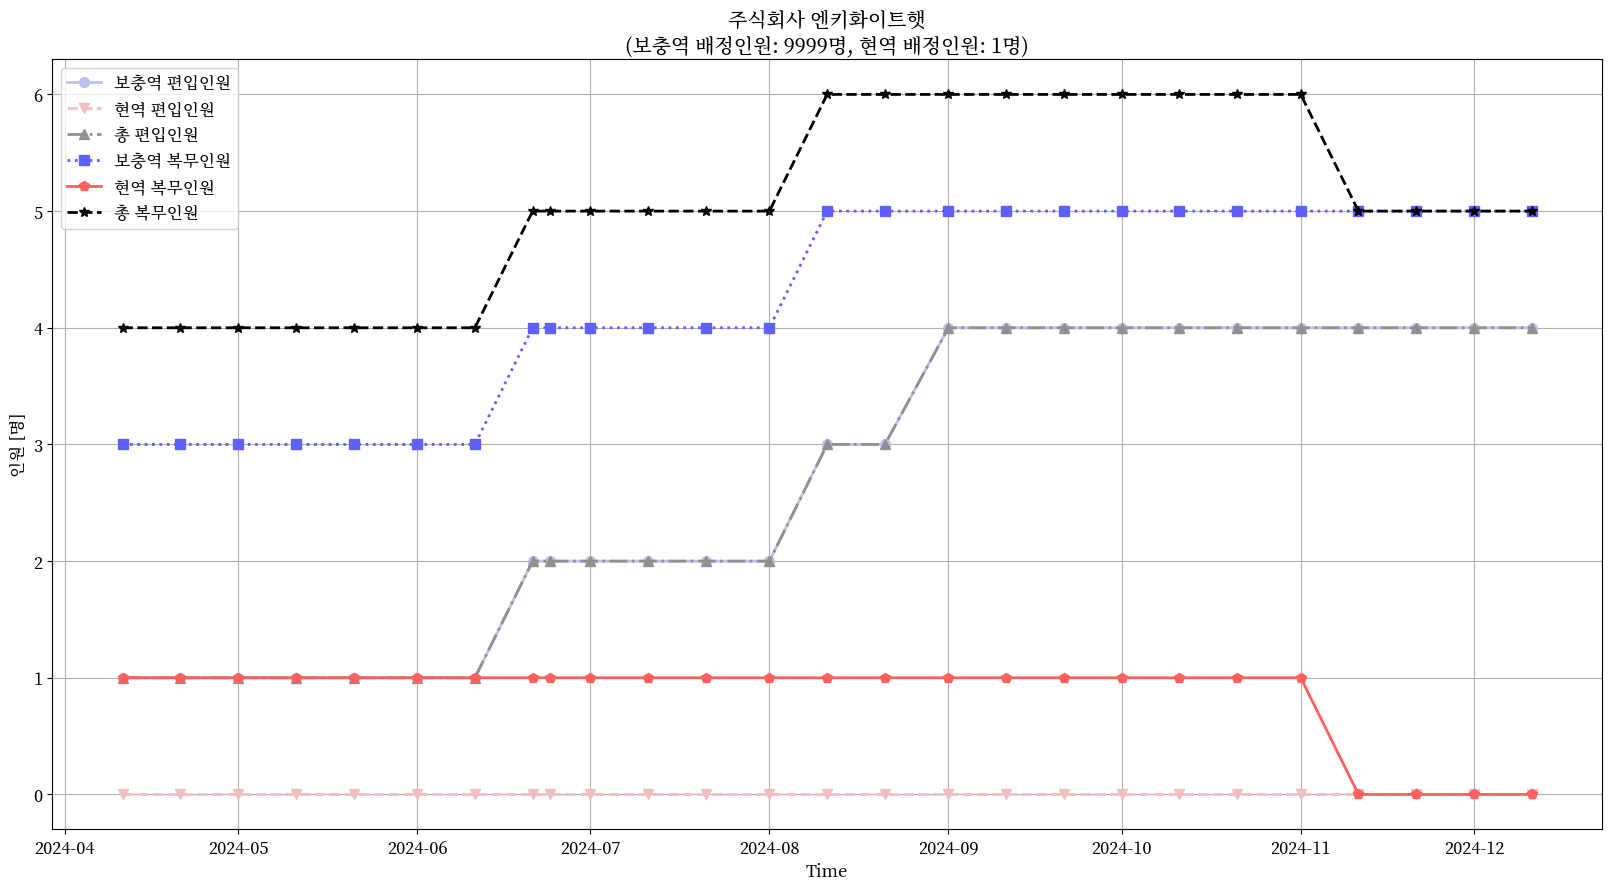 주식회사 엔키화이트햇
(보충역 배정인원: 9999명, 현역 배정인원: 1명)
보충역 편입인원
현역 편입인원
총 편입인원
보충역 복무인원
현역 복무인원
총 복무인원
인원 [명]
6
5
4
3
2
1
0
2024-04
2024-05
2024-06
2024-07
2024-08
2024-09
2024-10
2024-11
2024-12
Time